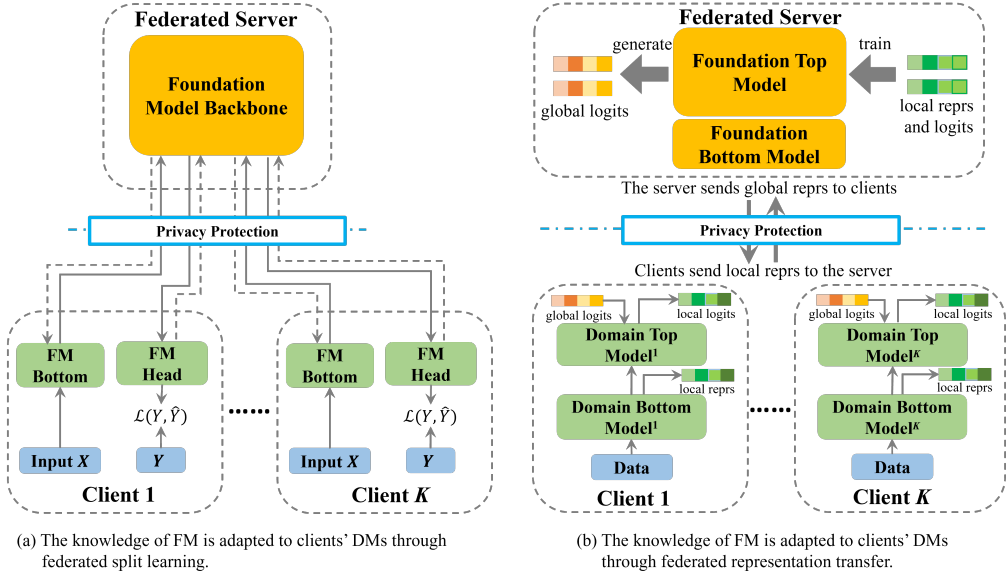 Federated Server
Foundation
Model Backbone
Privacy Protection
FM
Bottom
FM
Head
ℒ(Y, Ŷ)
Input X
Y
Client 1
......
FM
Bottom
FM
Head
ℒ(Y, Ŷ)
Input X
Y
Client K
(a) The knowledge of FM is adapted to clients' DMs through
federated split learning.
Federated Server
generate
train
Foundation Top
Model
global logits
local reprs
and logits
Foundation
Bottom Model
The server sends global reprs to clients
Privacy Protection
Clients send local reprs to the server
global logits
local logits
Domain Top
Model¹
local reprs
Domain Bottom
Model¹
Data
Client 1
......
global logits
local logits
Domain Top
Modelᴷ
local reprs
Domain Bottom
Modelᴷ
Data
Client K
(b) The knowledge of FM is adapted to clients' DMs
through federated representation transfer.